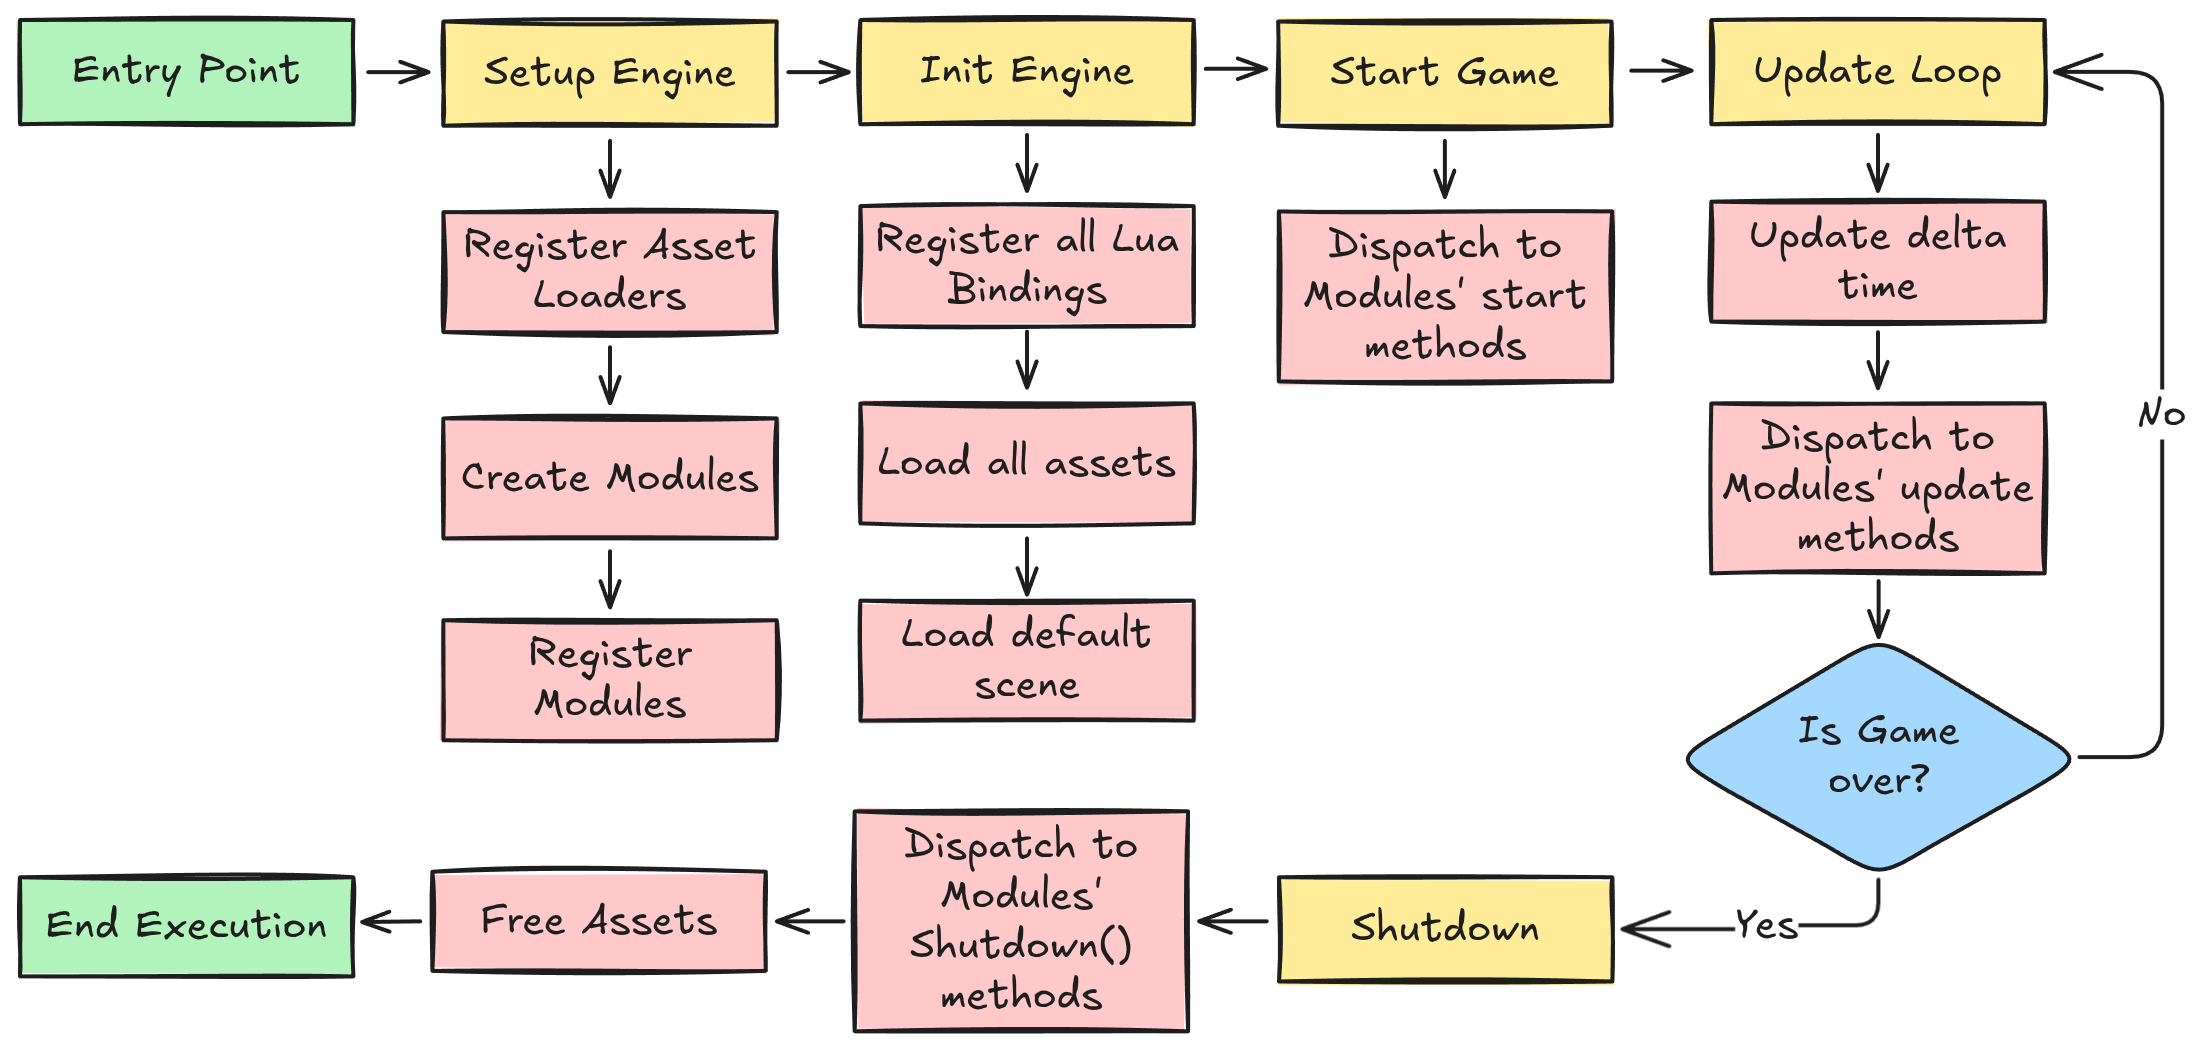 Entry Point
Setup Engine
Init Engine
Start Game
Update Loop
Register Asset
Loaders
Create Modules
Register
Modules
Register all Lua
Bindings
Load all assets
Load default
scene
Dispatch to
Modules' start
methods
Update delta
time
Dispatch to
Modules' update
methods
Is Game
over?
No
Yes
Shutdown
Dispatch to
Modules'
Shutdown()
methods
Free Assets
End Execution